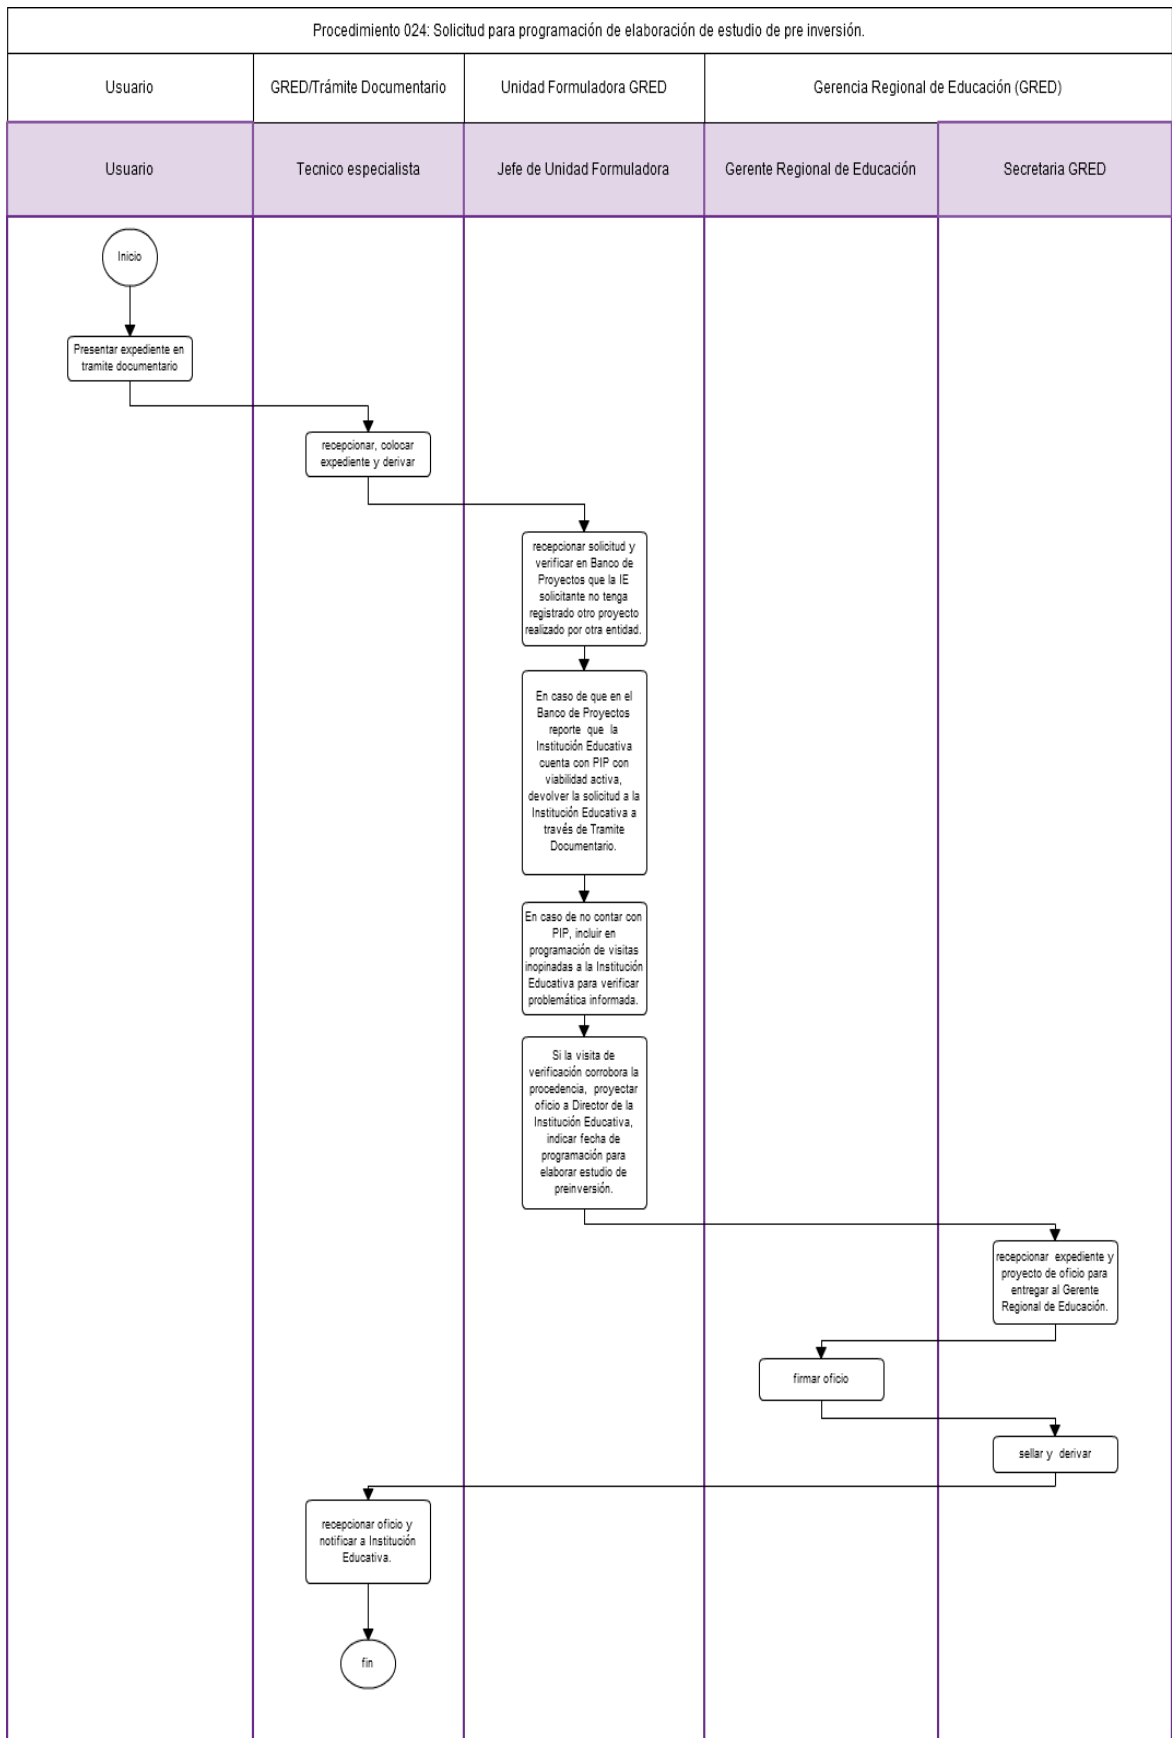 Procedimiento 024: Solicitud para programación de elaboración de estudio de pre inversión.
Usuario
GRED/Trámite Documentario
Unidad Formuladora GRED
Gerencia Regional de Educación (GRED)
Usuario
Tecnico especialista
Jefe de Unidad Formuladora
Gerente Regional de Educación
Secretaria GRED
Inicio
Presentar expediente en
tramite documentario
recepcionar, colocar
expediente y derivar
recepcionar solicitud y
verificar en Banco de
Proyectos que la IE
solicitante no tenga
registrado otro proyecto
realizado por otra entidad.
En caso de que en el
Banco de Proyectos
reporte que la
Institución Educativa
cuenta con PIP con
viabilidad activa,
devolver la solicitud a la
Institución Educativa a
través de Tramite
Documentario.
En caso de no contar con
PIP, incluir en
programación de visitas
inopinadas a la Institución
Educativa para verificar
problemática informada.
Si la visita de
verificación corrobora la
procedencia, proyectar
oficio a Director de la
Institución Educativa,
indicar fecha de
programación para
elaborar estudio de
preinversión.
recepcionar expediente y
proyecto de oficio para
entregar al Gerente
Regional de Educación.
firmar oficio
sellar y derivar
recepcionar oficio y
notificar a Institución
Educativa.
fin